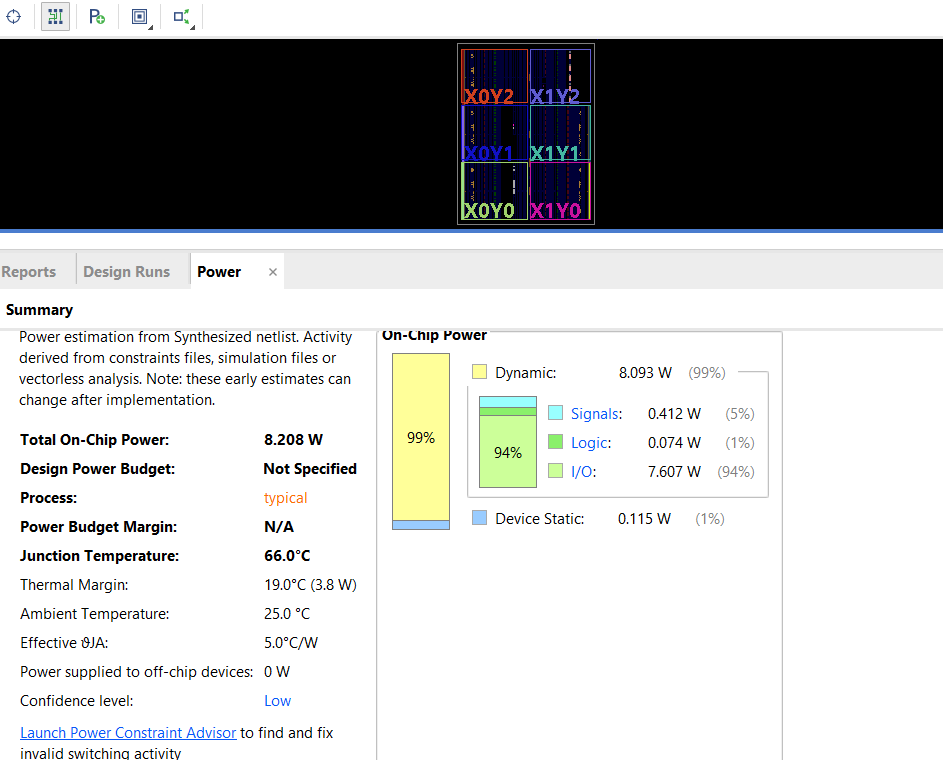 X0Y2 X1Y2
X0Y1 X1Y1
X0Y0 X1Y0
Reports Design Runs Power ×
Summary
Power estimation from Synthesized netlist. Activity
derived from constraints files, simulation files or
vectorless analysis. Note: these early estimates can
change after implementation.
Total On-Chip Power: 8.208 W
Design Power Budget: Not Specified
Process: typical
Power Budget Margin: N/A
Junction Temperature: 66.0°C
Thermal Margin: 19.0°C (3.8 W)
Ambient Temperature: 25.0 °C
Effective ϑJA: 5.0°C/W
Power supplied to off-chip devices: 0 W
Confidence level: Low
Launch Power Constraint Advisor to find and fix
invalid switching activity
On-Chip Power
Dynamic: 8.093 W (99%)
99%
94%
Signals: 0.412 W (5%)
Logic: 0.074 W (1%)
I/O: 7.607 W (94%)
Device Static: 0.115 W (1%)